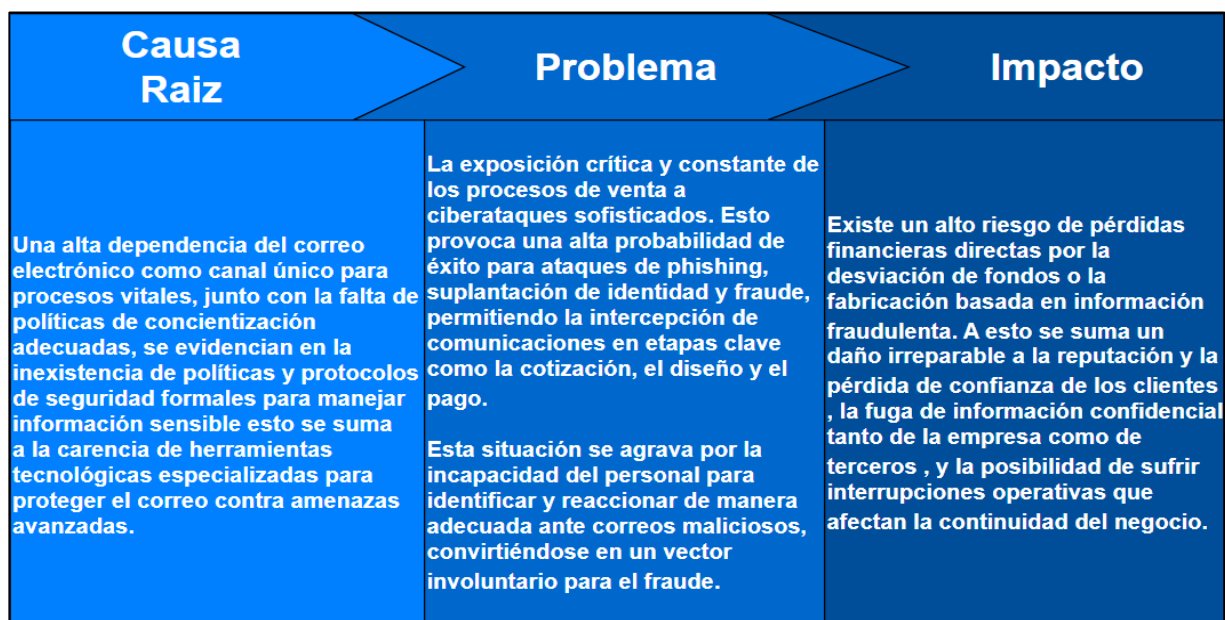 Causa
Raiz
Problema
Impacto
Una alta dependencia del correo
electrónico como canal único para
procesos vitales, junto con la falta de
políticas de concientización
adecuadas, se evidencian en la
inexistencia de políticas y protocolos
de seguridad formales para manejar
información sensible esto se suma
a la carencia de herramientas
tecnológicas especializadas para
proteger el correo contra amenazas
avanzadas.
La exposición crítica y constante de
los procesos de venta a
ciberataques sofisticados. Esto
provoca una alta probabilidad de
éxito para ataques de phishing,
suplantación de identidad y fraude,
permitiendo la intercepción de
comunicaciones en etapas clave
como la cotización, el diseño y el
pago.
Esta situación se agrava por la
incapacidad del personal para
identificar y reaccionar de manera
adecuada ante correos maliciosos,
convirtiéndose en un vector
involuntario para el fraude.
Existe un alto riesgo de pérdidas
financieras directas por la
desviación de fondos o la
fabricación basada en información
fraudulenta. A esto se suma un
daño irreparable a la reputación y la
pérdida de confianza de los clientes
, la fuga de información confidencial
tanto de la empresa como de
terceros , y la posibilidad de sufrir
interrupciones operativas que
afectan la continuidad del negocio.